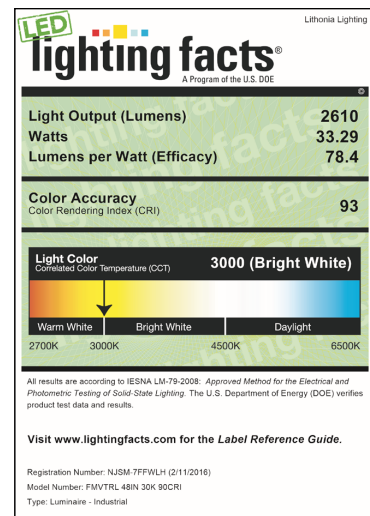 Lithonia Lighting
LED
lighting facts®
A Program of the U.S. DOE
Light Output (Lumens) 2610
Watts 33.29
Lumens per Watt (Efficacy) 78.4
Color Accuracy
Color Rendering Index (CRI) 93
Light Color
Correlated Color Temperature (CCT) 3000 (Bright White)
Warm White Bright White Daylight
2700K 3000K 4500K 6500K
All results are according to IESNA LM-79-2008: Approved Method for the Electrical and
Photometric Testing of Solid-State Lighting. The U.S. Department of Energy (DOE) verifies
product test data and results.
Visit www.lightingfacts.com for the Label Reference Guide.
Registration Number: NJSM-7FFWLH (2/11/2016)
Model Number: FMVTRL 48IN 30K 90CRI
Type: Luminaire - Industrial